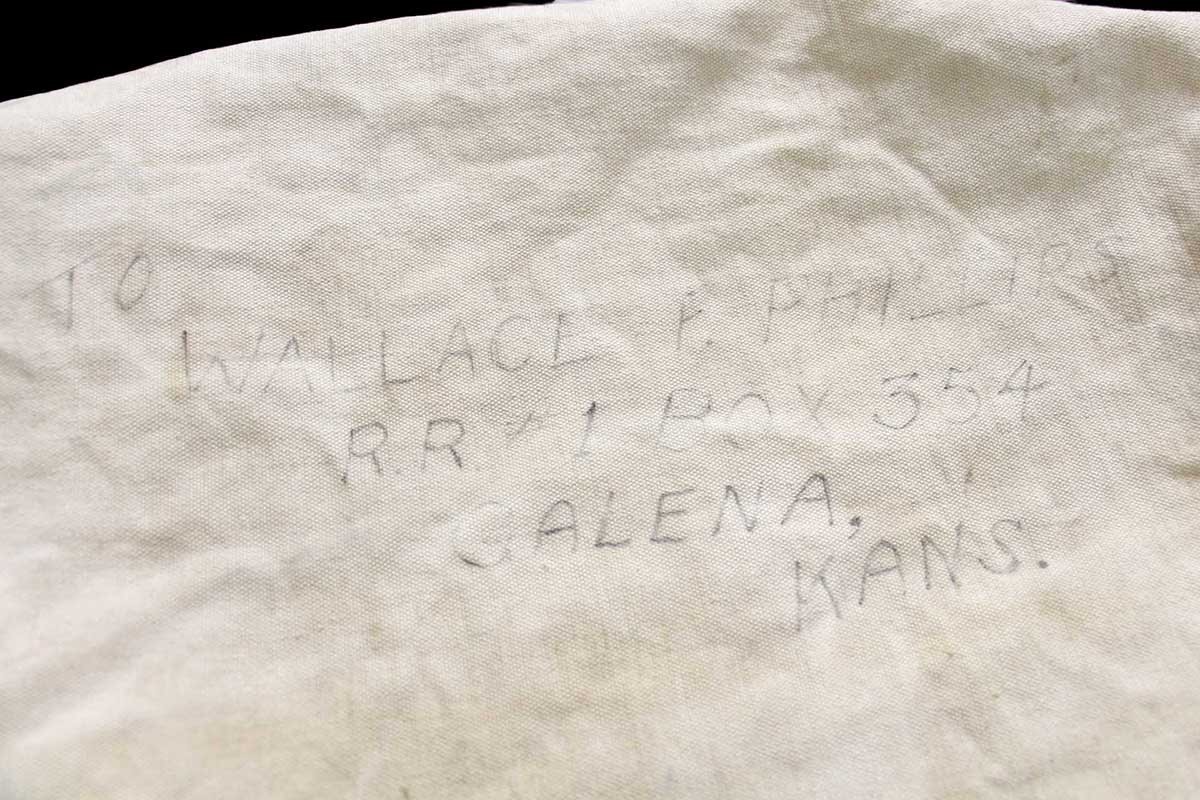 TO
WALLACE F. PHILLIPS
R.R. # 1 BOX 354
GALENA,
KANS.